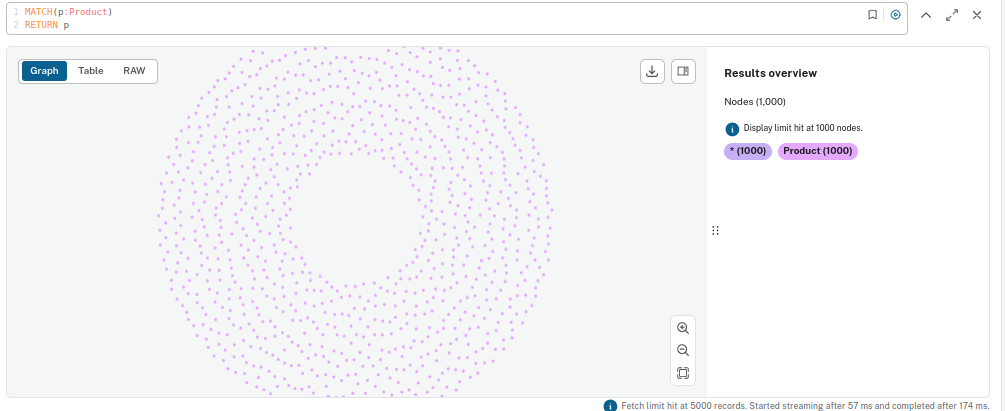 1 MATCH(p:Product)
2 RETURN p
Graph Table RAW
Results overview
Nodes (1,000)
i Display limit hit at 1000 nodes.
* (1000) Product (1000)
i Fetch limit hit at 5000 records. Started streaming after 57 ms and completed after 174 ms.